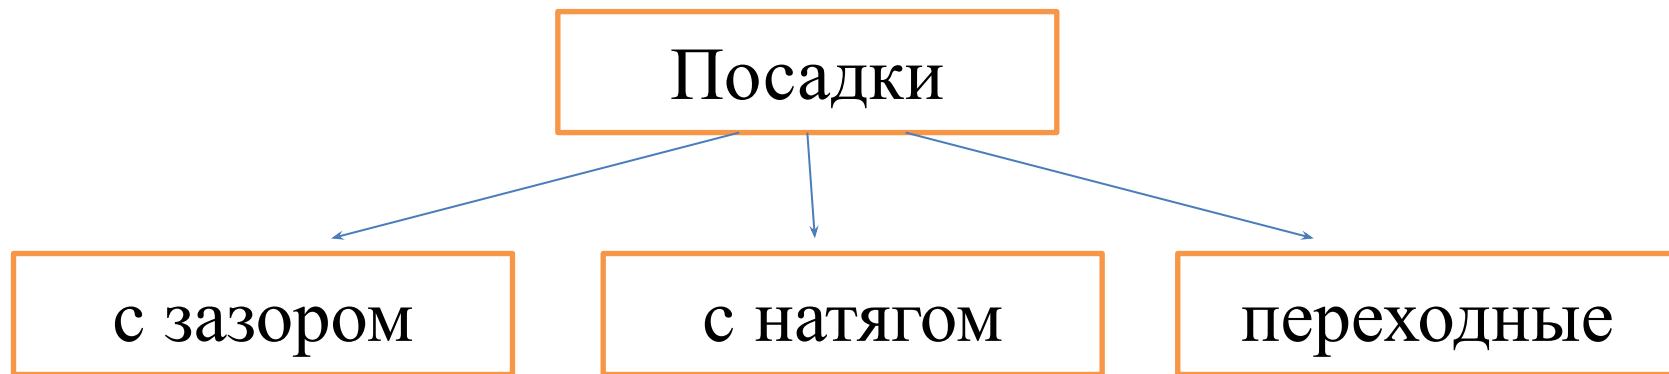 Посадки
с зазором
с натягом
переходные